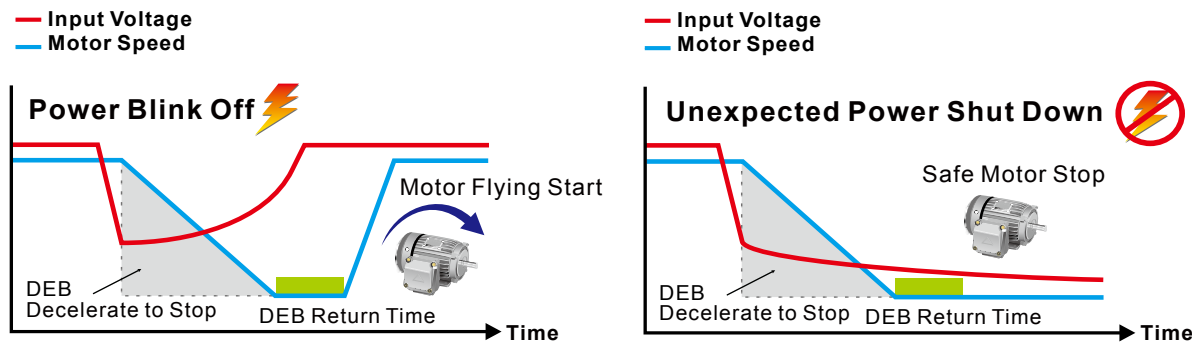 Input Voltage
Motor Speed
Power Blink Off
Motor Flying Start
DEB
Decelerate to Stop
DEB Return Time
Time
Input Voltage
Motor Speed
Unexpected Power Shut Down
Safe Motor Stop
DEB
Decelerate to Stop
DEB Return Time
Time